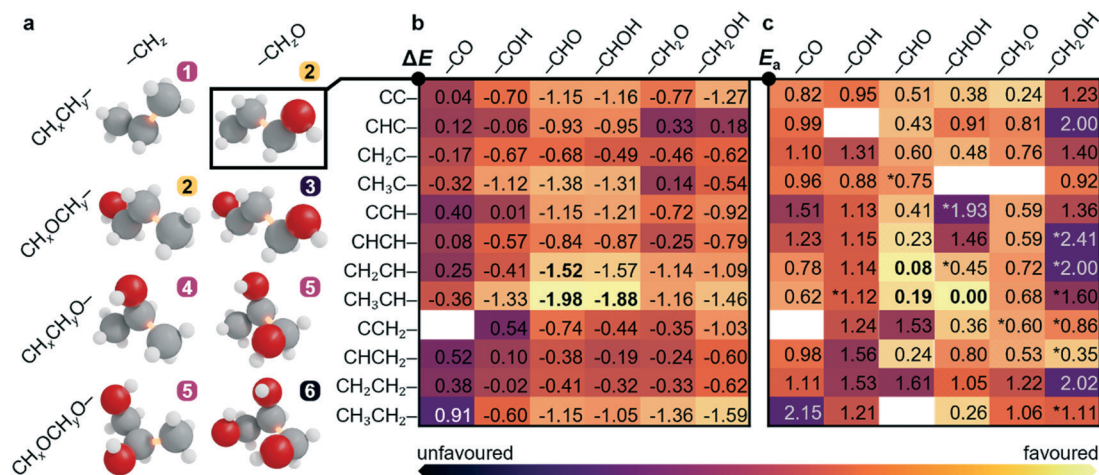 a
–CH_z
–CH₂O
CHₓCH_y–
1
2
CHₓOCH_y–
2
3
CHₓCH_yO–
4
5
CHₓOCH_yO–
5
6
b
ΔE –CO –COH –CHO –CHOH –CH₂O –CH₂OH
CC– 0.04 -0.70 -1.15 -1.16 -0.77 -1.27
CHC– 0.12 -0.06 -0.93 -0.95 0.33 0.18
CH₂C– -0.17 -0.67 -0.68 -0.49 -0.46 -0.62
CH₃C– -0.32 -1.12 -1.38 -1.31 0.14 -0.54
CCH– 0.40 0.01 -1.15 -1.21 -0.72 -0.92
CHCH– 0.08 -0.57 -0.84 -0.87 -0.25 -0.79
CH₂CH– 0.25 -0.41 -1.52 -1.57 -1.14 -1.09
CH₃CH– -0.36 -1.33 -1.98 -1.88 -1.16 -1.46
CCH₂– 0.54 -0.74 -0.44 -0.35 -1.03
CHCH₂– 0.52 0.10 -0.38 -0.19 -0.24 -0.60
CH₂CH₂– 0.38 -0.02 -0.41 -0.32 -0.33 -0.62
CH₃CH₂– 0.91 -0.60 -1.15 -1.05 -1.36 -1.59
c
Eₐ –CO –COH –CHO –CHOH –CH₂O –CH₂OH
0.82 0.95 0.51 0.38 0.24 1.23
0.99 0.43 0.91 0.81 2.00
1.10 1.31 0.60 0.48 0.76 1.40
0.96 0.88 *0.75 0.92
1.51 1.13 0.41 *1.93 0.59 1.36
1.23 1.15 0.23 1.46 0.59 *2.41
0.78 1.14 0.08 *0.45 0.72 *2.00
0.62 *1.12 0.19 0.00 0.68 *1.60
1.24 1.53 0.36 *0.60 *0.86
0.98 1.56 0.24 0.80 0.53 *0.35
1.11 1.53 1.61 1.05 1.22 2.02
2.15 1.21 0.26 1.06 *1.11
unfavoured favoured